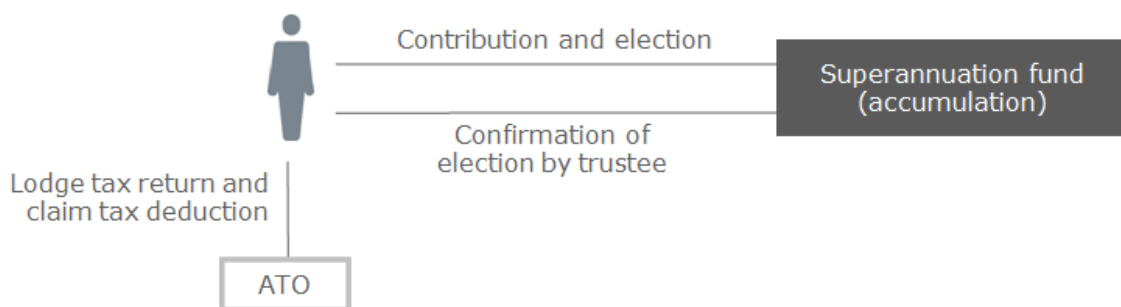 Contribution and election
Superannuation fund
(accumulation)
Confirmation of
election by trustee
Lodge tax return and
claim tax deduction
ATO